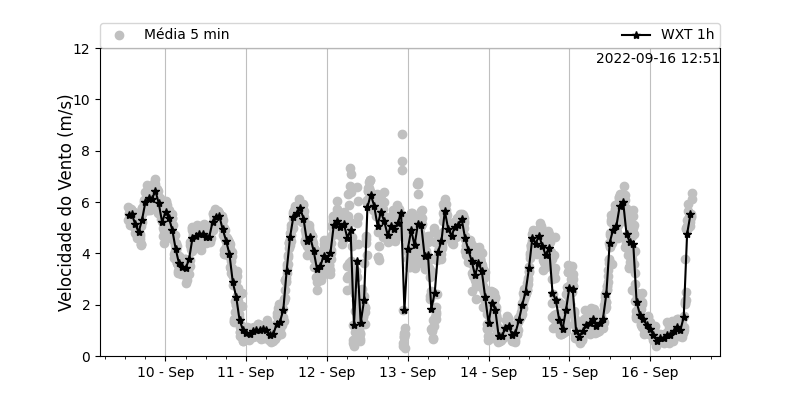 Média 5 min
WXT 1h
2022-09-16 12:51
Velocidade do Vento (m/s)
12
10
8
6
4
2
0
10 - Sep
11 - Sep
12 - Sep
13 - Sep
14 - Sep
15 - Sep
16 - Sep